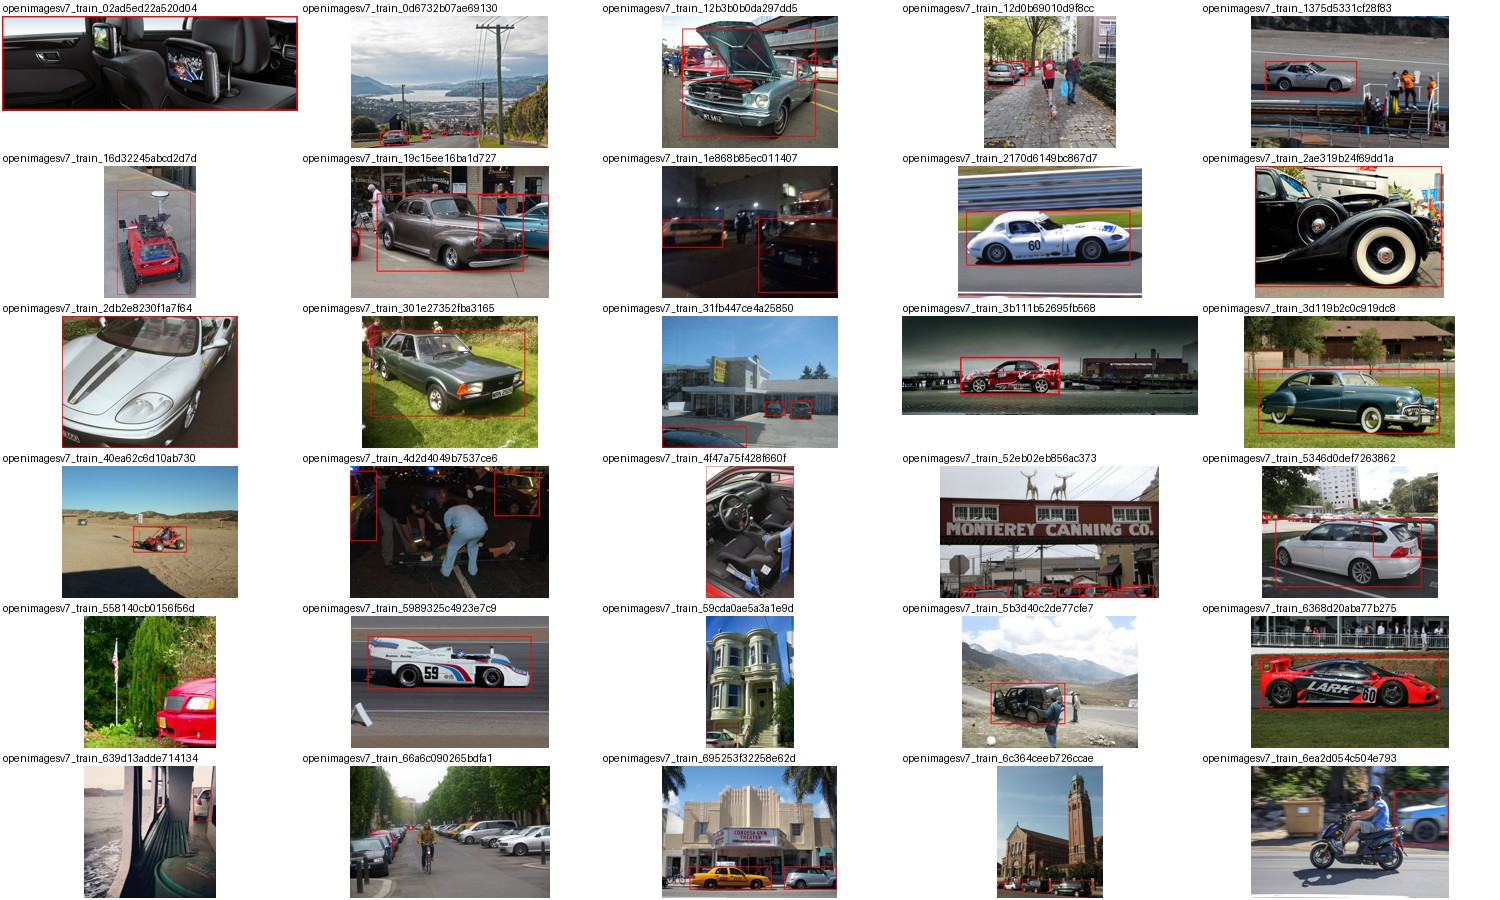 openimagesv7_train_02ad5ed22a520d04
openimagesv7_train_0d6732b07ae69130
openimagesv7_train_12b3b0b0da297dd5
openimagesv7_train_12d0b69010d9f8cc
openimagesv7_train_1375d5331cf28f83
openimagesv7_train_16d32245abcd2d7d
openimagesv7_train_19c15ee16ba1d727
openimagesv7_train_1e868b85ec011407
openimagesv7_train_2170d6149bc867d7
openimagesv7_train_2ae319b24f69dd1a
60
openimagesv7_train_2db2e8230f1a7f64
openimagesv7_train_301e27352fba3165
openimagesv7_train_31fb447ce4a25850
openimagesv7_train_3b111b52695fb568
openimagesv7_train_3d119b2c0c919dc8
openimagesv7_train_40ea62c6d10ab730
openimagesv7_train_4d2d4049b7537ce6
openimagesv7_train_4f47a75f428f660f
openimagesv7_train_52eb02eb856ac373
openimagesv7_train_5346d0def7263862
MONTEREY CANNING CO.
openimagesv7_train_558140cb0156f56d
openimagesv7_train_5989325c4923e7c9
openimagesv7_train_59cda0ae5a3a1e9d
openimagesv7_train_5b3d40c2de77cfe7
openimagesv7_train_6368d20aba77b275
59
LARK 60
openimagesv7_train_639d13adde714134
openimagesv7_train_66a6c090265bdfa1
openimagesv7_train_695253f32258e62d
openimagesv7_train_6c364ceeb726ccae
openimagesv7_train_6ea2d054c504e793
THEATER